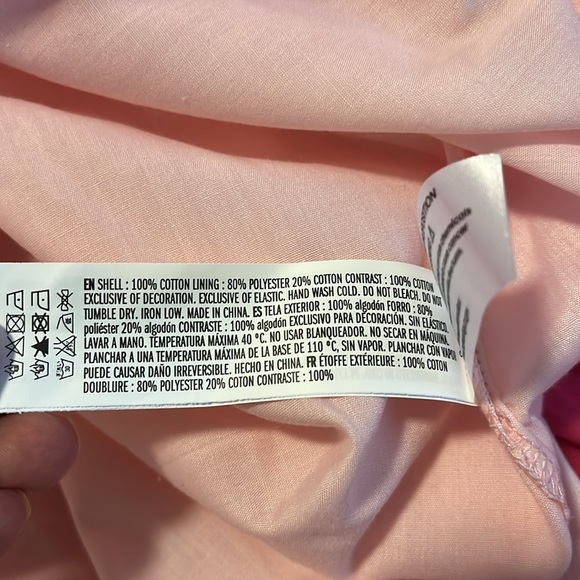 EN SHELL : 100% COTTON LINING : 80% POLYESTER 20% COTTON CONTRAST : 100% COTTON
EXCLUSIVE OF DECORATION. EXCLUSIVE OF ELASTIC. HAND WASH COLD. DO NOT BLEACH. DO NOT
TUMBLE DRY. IRON LOW. MADE IN CHINA. ES TELA EXTERIOR : 100% algodón FORRO : 80%
poliéster 20% algodón CONTRASTE : 100% algodón EXCLUSIVO PARA DECORACIÓN. SIN ELÁSTICO.
LAVAR A MANO. TEMPERATURA MÁXIMA 40 °C. NO USAR BLANQUEADOR. NO SECAR EN MÁQUINA.
PLANCHAR A UNA TEMPERATURA MÁXIMA DE LA BASE DE 110 °C, SIN VAPOR. PLANCHAR CON VAPOR
PUEDE CAUSAR DAÑO IRREVERSIBLE. HECHO EN CHINA. FR ÉTOFFE EXTÉRIEURE : 100% COTON
DOUBLURE : 80% POLYESTER 20% COTON CONTRASTE : 100%